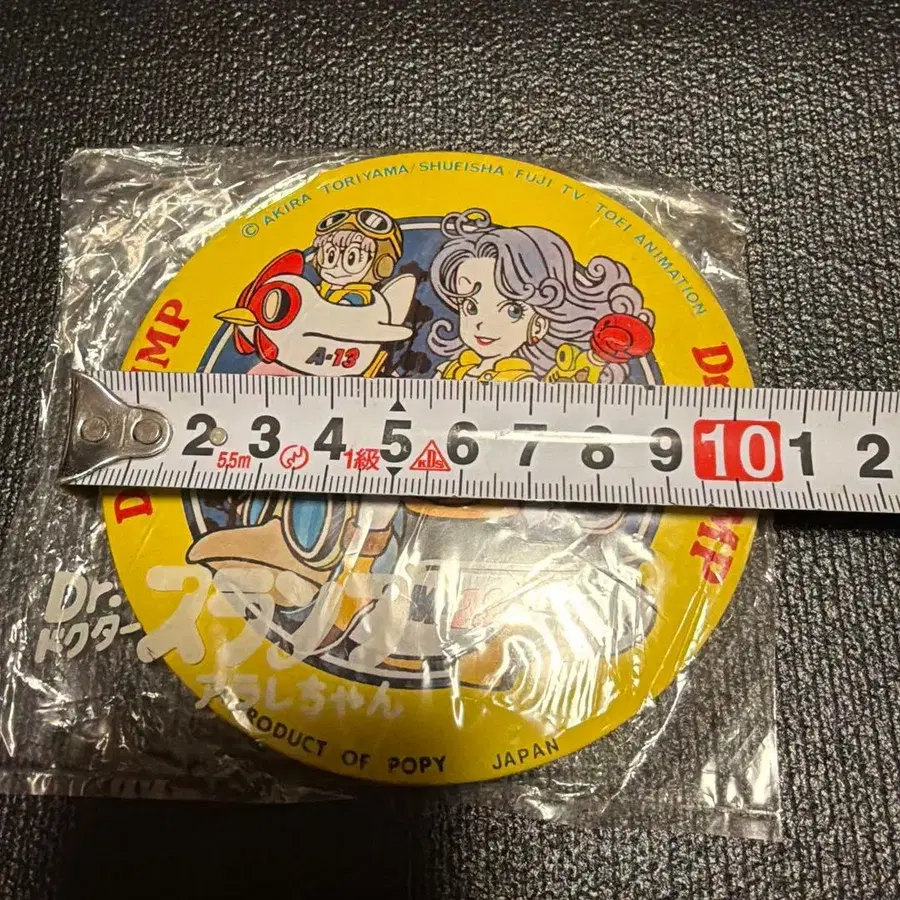 © AKIRA TORIYAMA/SHUEISHA·FUJI TV·TOEI ANIMATION
A-13
2 3 4 5 6 7 8 9 10 1 2
5,5m
1級
KDS
Dr.
ドクター
スランプ
アラレちゃん
PRODUCT OF POPY JAPAN